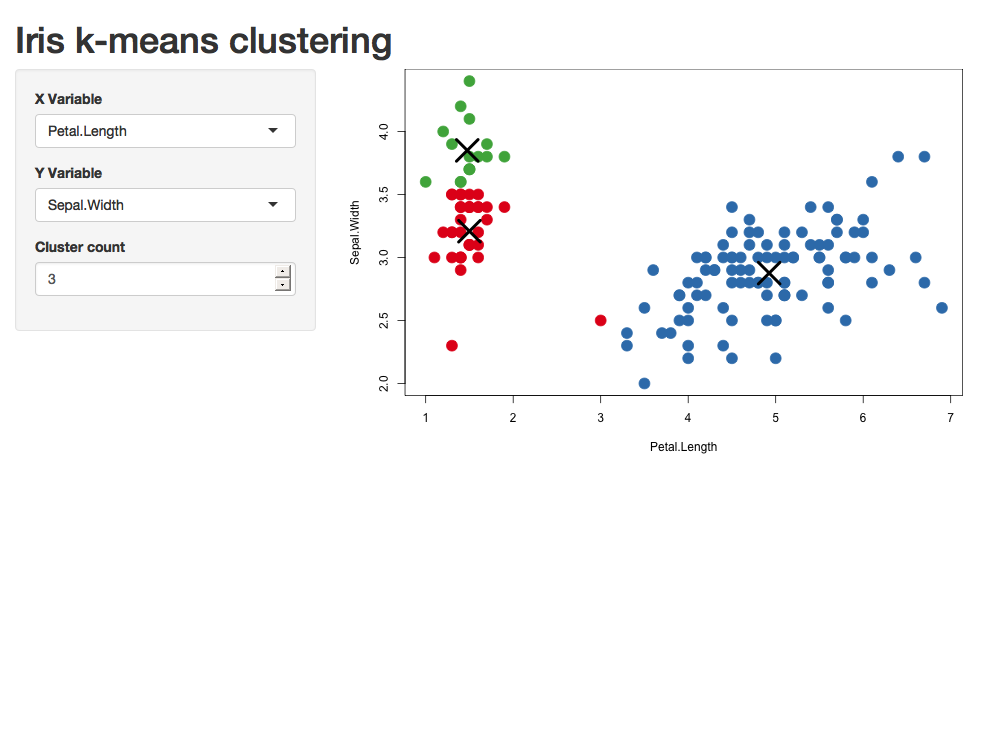 Iris k-means clustering
X Variable
Petal.Length
Y Variable
Sepal.Width
Cluster count
3
Sepal.Width
4.0
3.5
3.0
2.5
2.0
1 2 3 4 5 6 7
Petal.Length